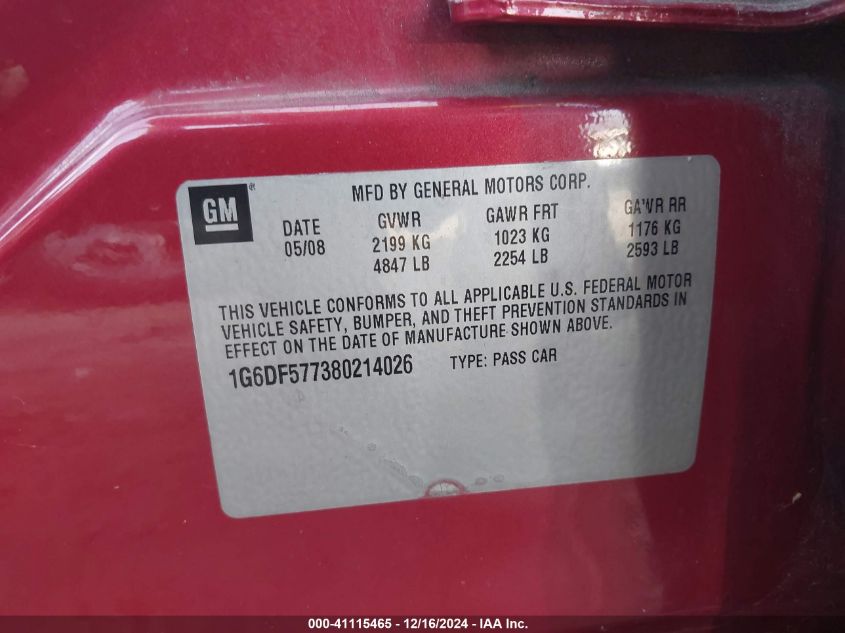 GM®
MFD BY GENERAL MOTORS CORP.
DATE GVWR GAWR FRT GAWR RR
05/08 2199 KG 1023 KG 1176 KG
4847 LB 2254 LB 2593 LB
THIS VEHICLE CONFORMS TO ALL APPLICABLE U.S. FEDERAL MOTOR
VEHICLE SAFETY, BUMPER, AND THEFT PREVENTION STANDARDS IN
EFFECT ON THE DATE OF MANUFACTURE SHOWN ABOVE.
1G6DF577380214026 TYPE: PASS CAR
000-41115465 - 12/16/2024 - IAA Inc.